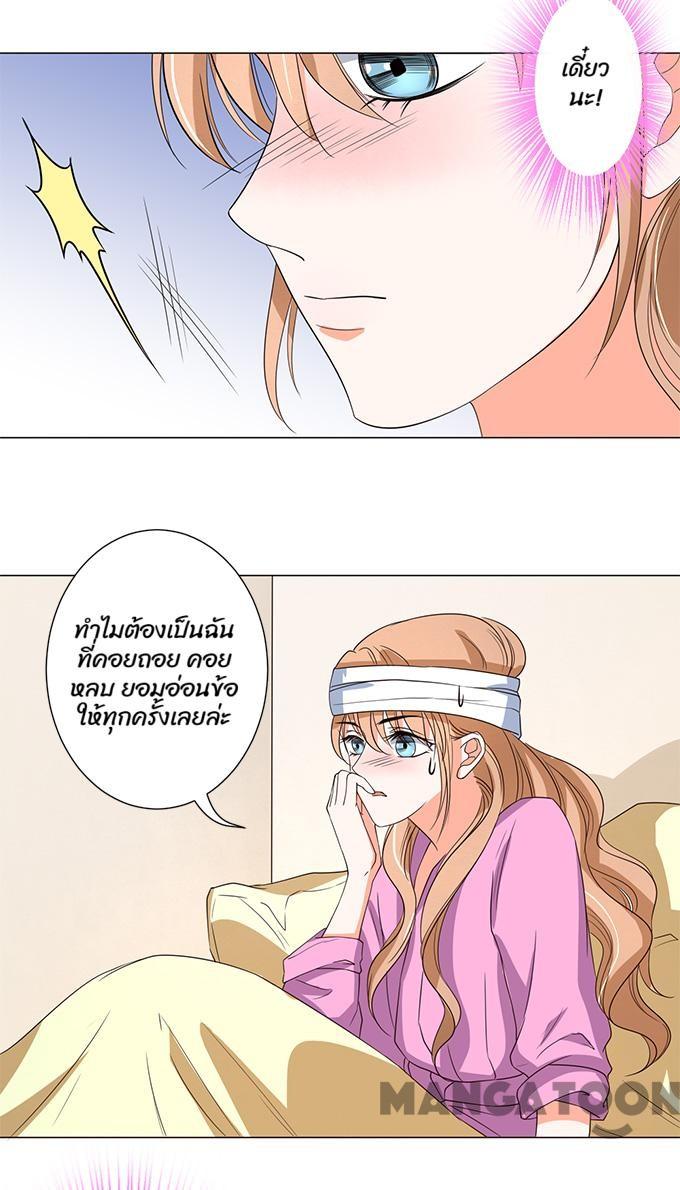 เดี๋ยว
นะ!
ทำไมต้องเป็นฉัน
ที่คอยถอย คอย
หลบ ยอมอ่อนข้อ
ให้ทุกครั้งเลยล่ะ
MANGATOON